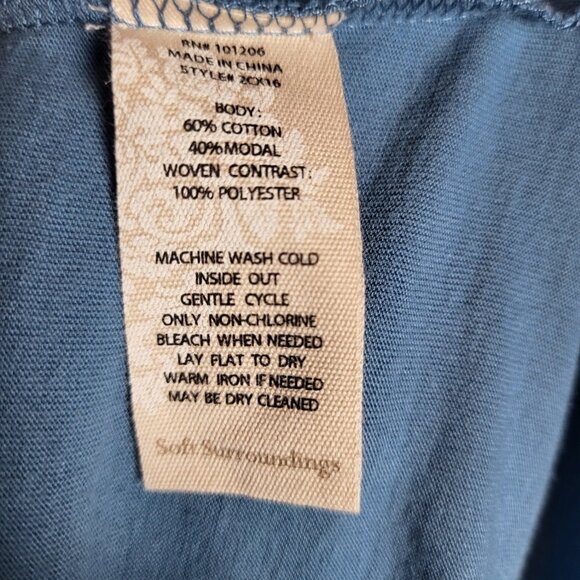 RN# 101206
MADE IN CHINA
STYLE# 2CX16
BODY:
60% COTTON
40% MODAL
WOVEN CONTRAST:
100% POLYESTER
MACHINE WASH COLD
INSIDE OUT
GENTLE CYCLE
ONLY NON-CHLORINE
BLEACH WHEN NEEDED
LAY FLAT TO DRY
WARM IRON IF NEEDED
MAY BE DRY CLEANED
Soft Surroundings